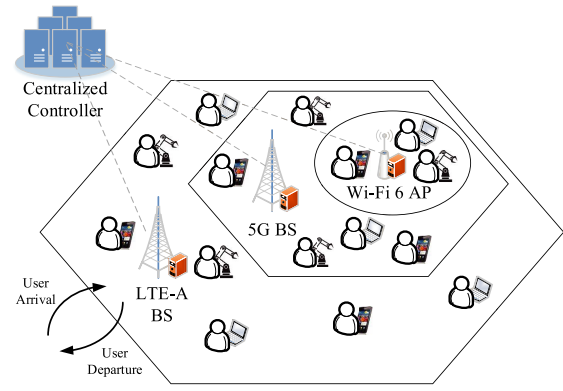 Centralized
Controller
Wi-Fi 6 AP
5G BS
LTE-A
BS
User
Arrival
User
Departure